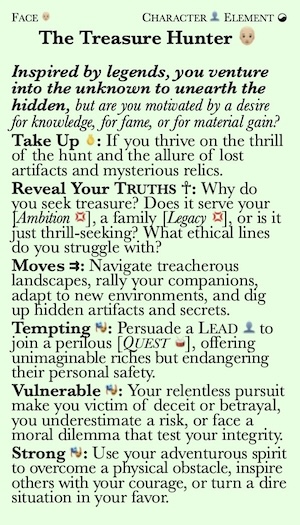 FACE 👨🏼‍🦲 CHARACTER 👤 ELEMENT ☯
The Treasure Hunter 👨🏼‍🦲
Inspired by legends, you venture
into the unknown to unearth the
hidden, but are you motivated by a desire
for knowledge, for fame, or for material gain?
Take Up 👌: If you thrive on the thrill
of the hunt and the allure of lost
artifacts and mysterious relics.
Reveal Your TRUTHS ☥: Why do
you seek treasure? Does it serve your
[Ambition 💢], a family [Legacy 💢], or is it
just thrill-seeking? What ethical lines
do you struggle with?
Moves ⇉: Navigate treacherous
landscapes, rally your companions,
adapt to new environments, and dig
up hidden artifacts and secrets.
Tempting 🎭: Persuade a LEAD 👤 to
join a perilous [QUEST 🥁], offering
unimaginable riches but endangering
their personal safety.
Vulnerable 🎭: Your relentless pursuit
make you victim of deceit or betrayal,
you underestimate a risk, or face a
moral dilemma that test your integrity.
Strong 🎭: Use your adventurous spirit
to overcome a physical obstacle, inspire
others with your courage, or turn a dire
situation in your favor.